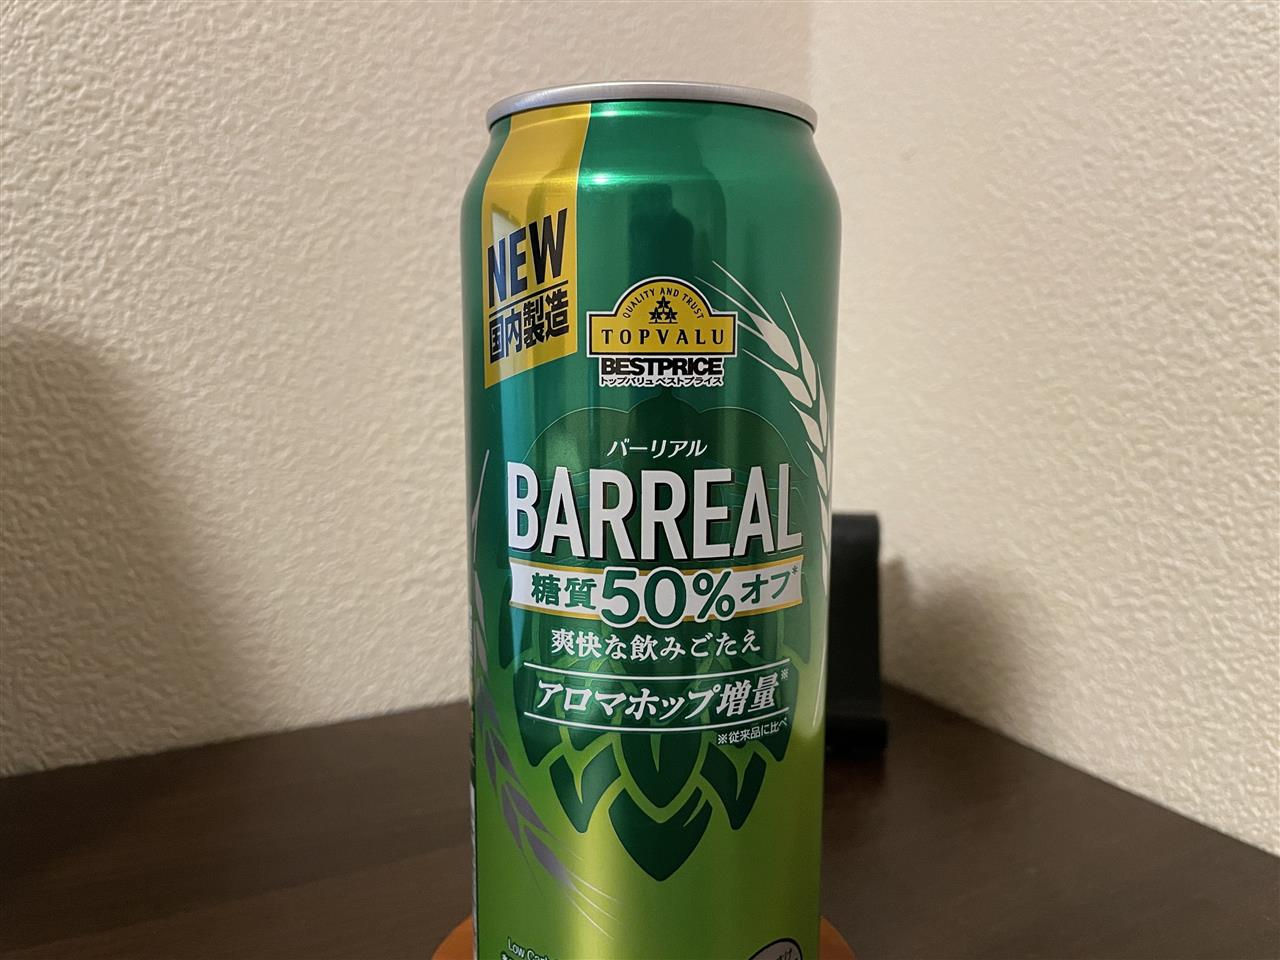 NEW
国内製造
QUALITY AND TRUST
TOPVALU
BESTPRICE
トップバリュ ベストプライス
バーリアル
BARREAL
糖質50%オフ*
爽快な飲みごたえ
アロマホップ増量※
※従来品に比べ
Low Carb